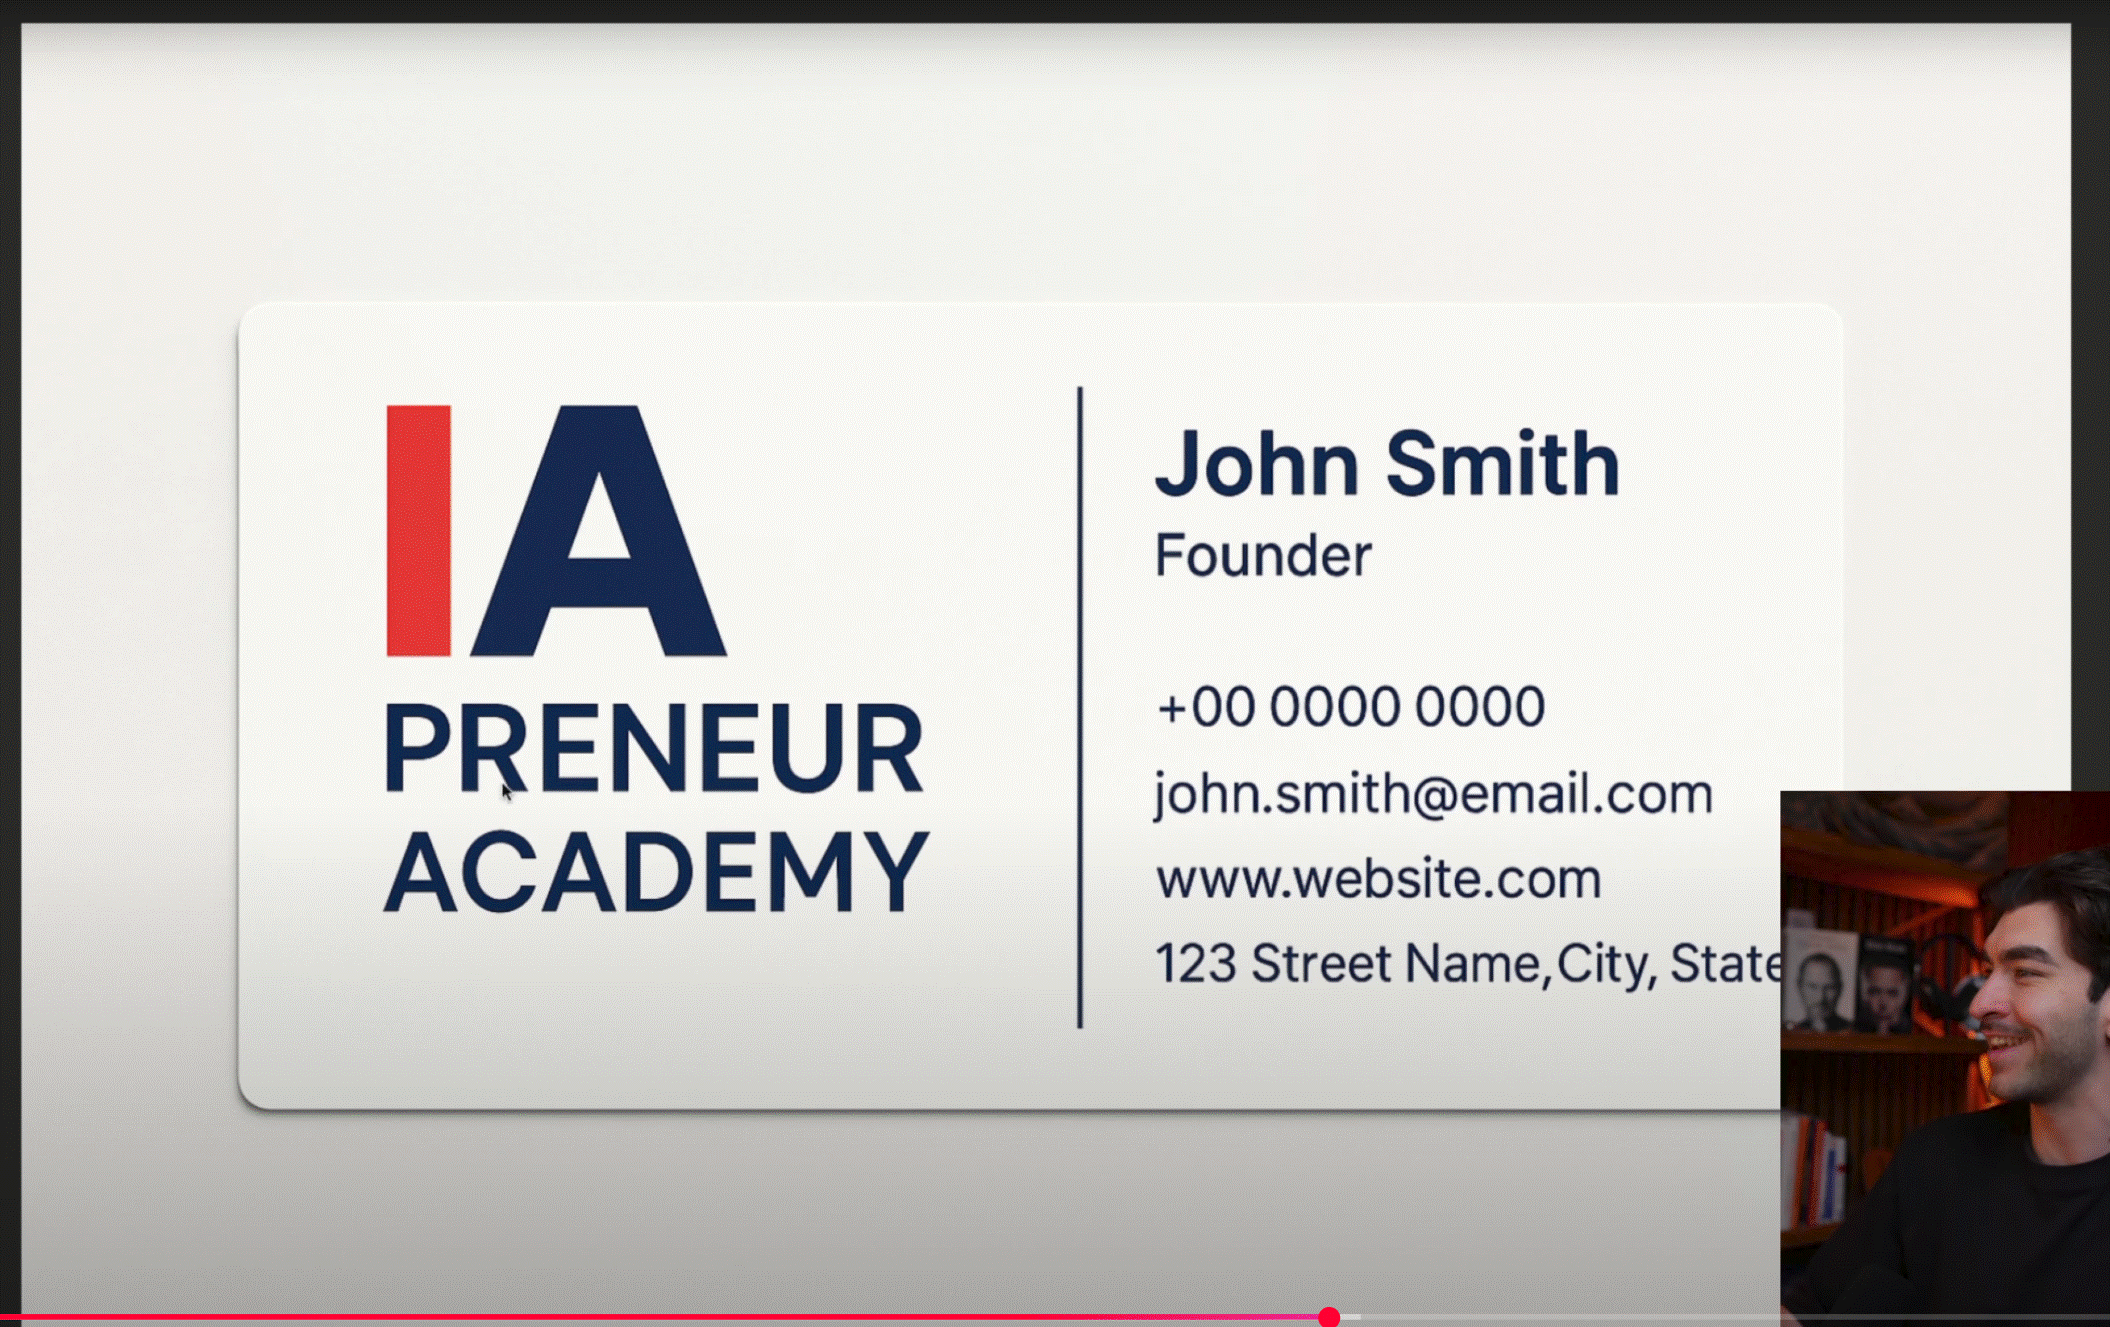 IA
PRENEUR
ACADEMY
John Smith
Founder
+00 0000 0000
john.smith@email.com
www.website.com
123 Street Name, City, State